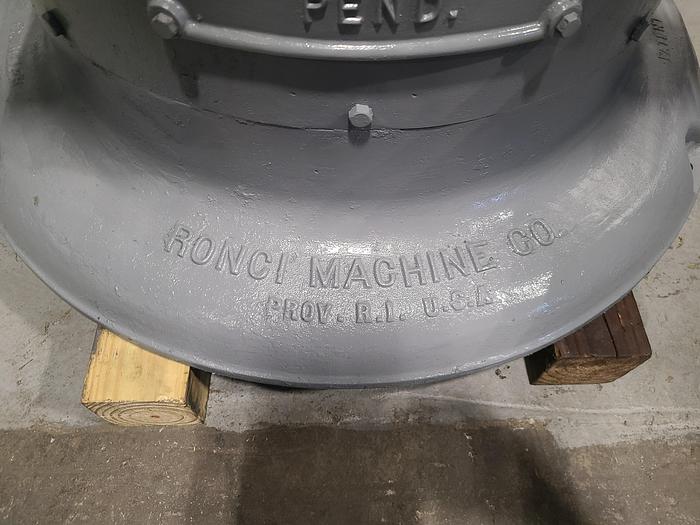 PEND.
RONCI MACHINE CO.
PROV. R.I. U.S.A.